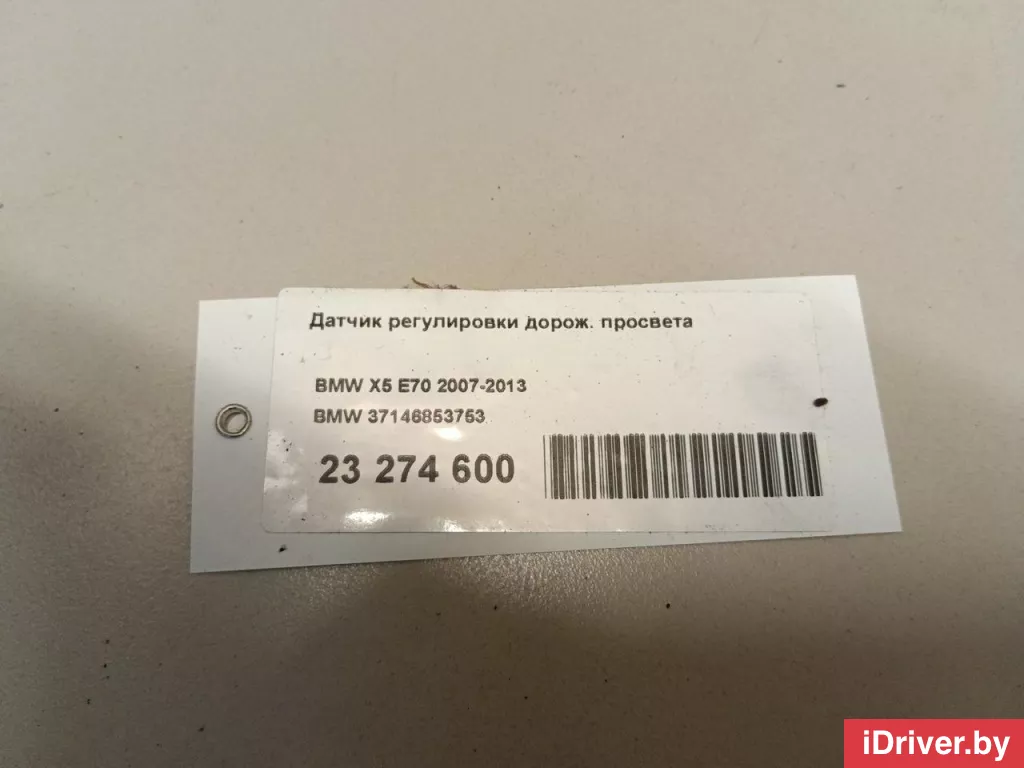 Датчик регулировки дорож. просвета
BMW X5 E70 2007-2013
BMW 37146853753
23 274 600
iDriver.by